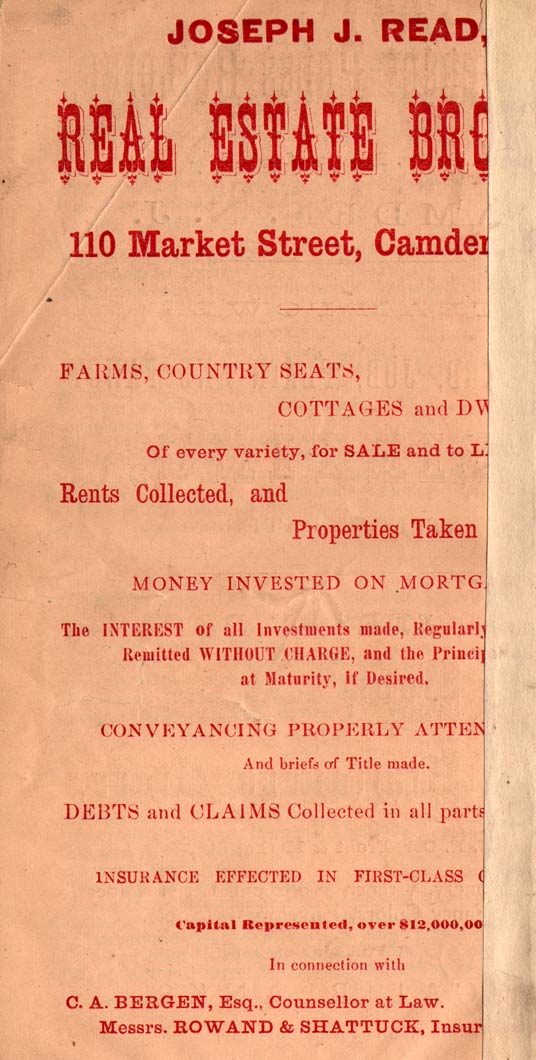 JOSEPH J. READ,
REAL ESTATE BRO
110 Market Street, Camden
FARMS, COUNTRY SEATS,
COTTAGES and DW
Of every variety, for SALE and to L
Rents Collected, and
Properties Taken
MONEY INVESTED ON MORTG
The INTEREST of all Investments made, Regularly
Remitted WITHOUT CHARGE, and the Princip
at Maturity, if Desired.
CONVEYANCING PROPERLY ATTEN
And briefs of Title made.
DEBTS and CLAIMS Collected in all parts
INSURANCE EFFECTED IN FIRST-CLASS
Capital Represented, over $12,000,00
In connection with
C. A. BERGEN, Esq., Counsellor at Law.
Messrs. ROWAND & SHATTUCK, Insur